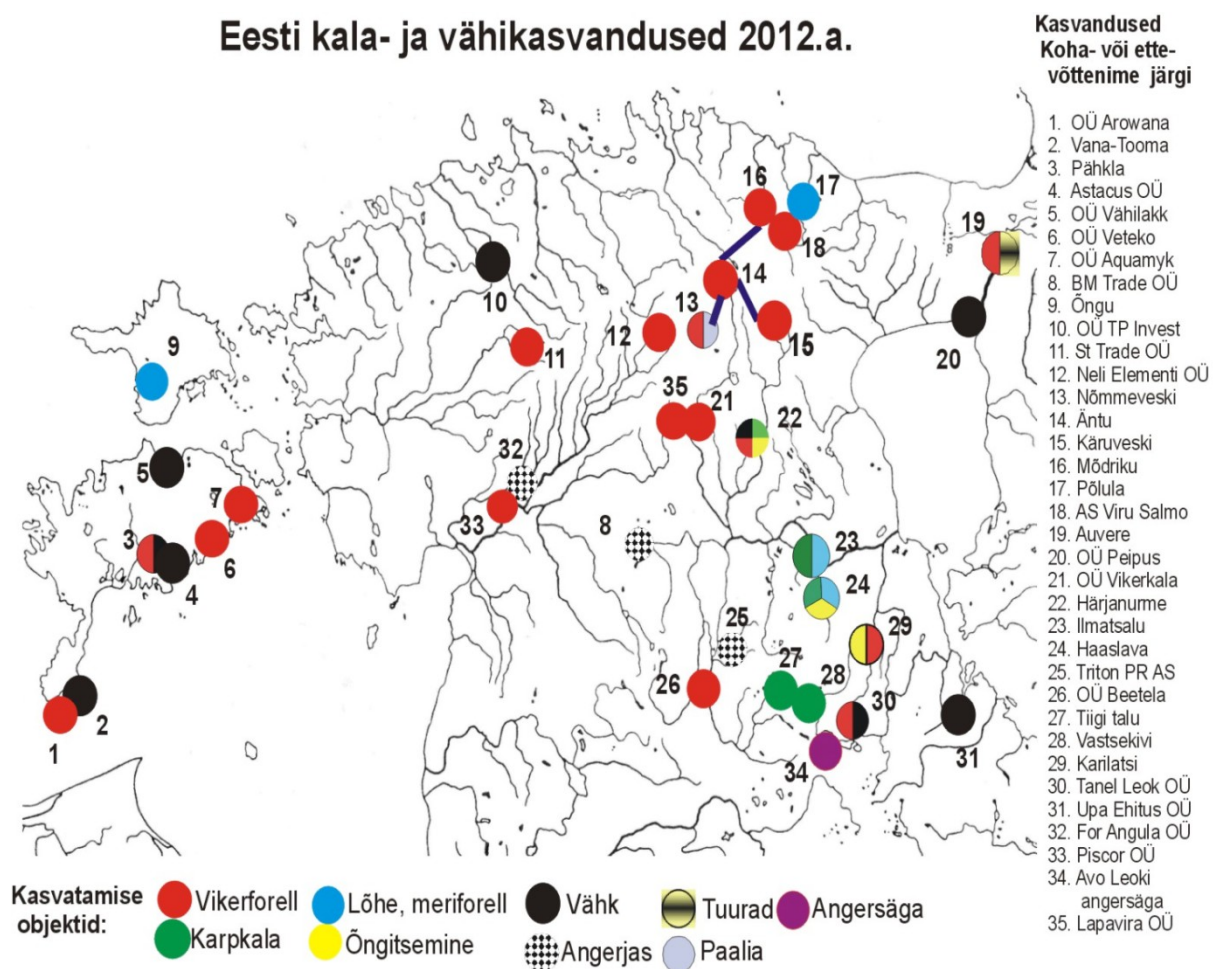 Eesti kala- ja vähikasvandused 2012.a.
Kasvandused
Koha- või ette-
võttenime järgi
1. OÜ Arowana
2. Vana-Tooma
3. Pähkla
4. Astacus OÜ
5. OÜ Vähilakk
6. OÜ Veteko
7. OÜ Aquamyk
8. BM Trade OÜ
9. Õngu
10. OÜ TP Invest
11. St Trade OÜ
12. Neli Elementi OÜ
13. Nõmmeveski
14. Äntu
15. Käruveski
16. Mõdriku
17. Põlula
18. AS Viru Salmo
19. Auvere
20. OÜ Peipus
21. OÜ Vikerkala
22. Härjanurme
23. Ilmatsalu
24. Haaslava
25. Triton PR AS
26. OÜ Beetela
27. Tiigi talu
28. Vastsekivi
29. Karilatsi
30. Tanel Leok OÜ
31. Upa Ehitus OÜ
32. For Angula OÜ
33. Piscor OÜ
34. Avo Leoki
angersäga
35. Lapavira OÜ
16
17
19
18
14
10
13
12
15
20
11
9
35
21
22
32
5
7
33
8
23
3
6
4
24
25
29
27
28
26
30
2
1
34
31
Kasvatamise
objektid:
Vikerforell
Lõhe, meriforell
Vähk
Tuurad
Angersäga
Karpkala
Õngitsemine
Angerjas
Paalia